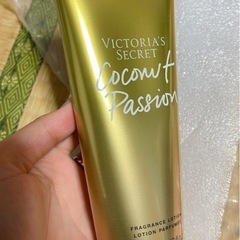 VICTORIA'S
SECRET
Coconut
Passion
FRAGRANCE LOTION
LOTION PARFUMÉE